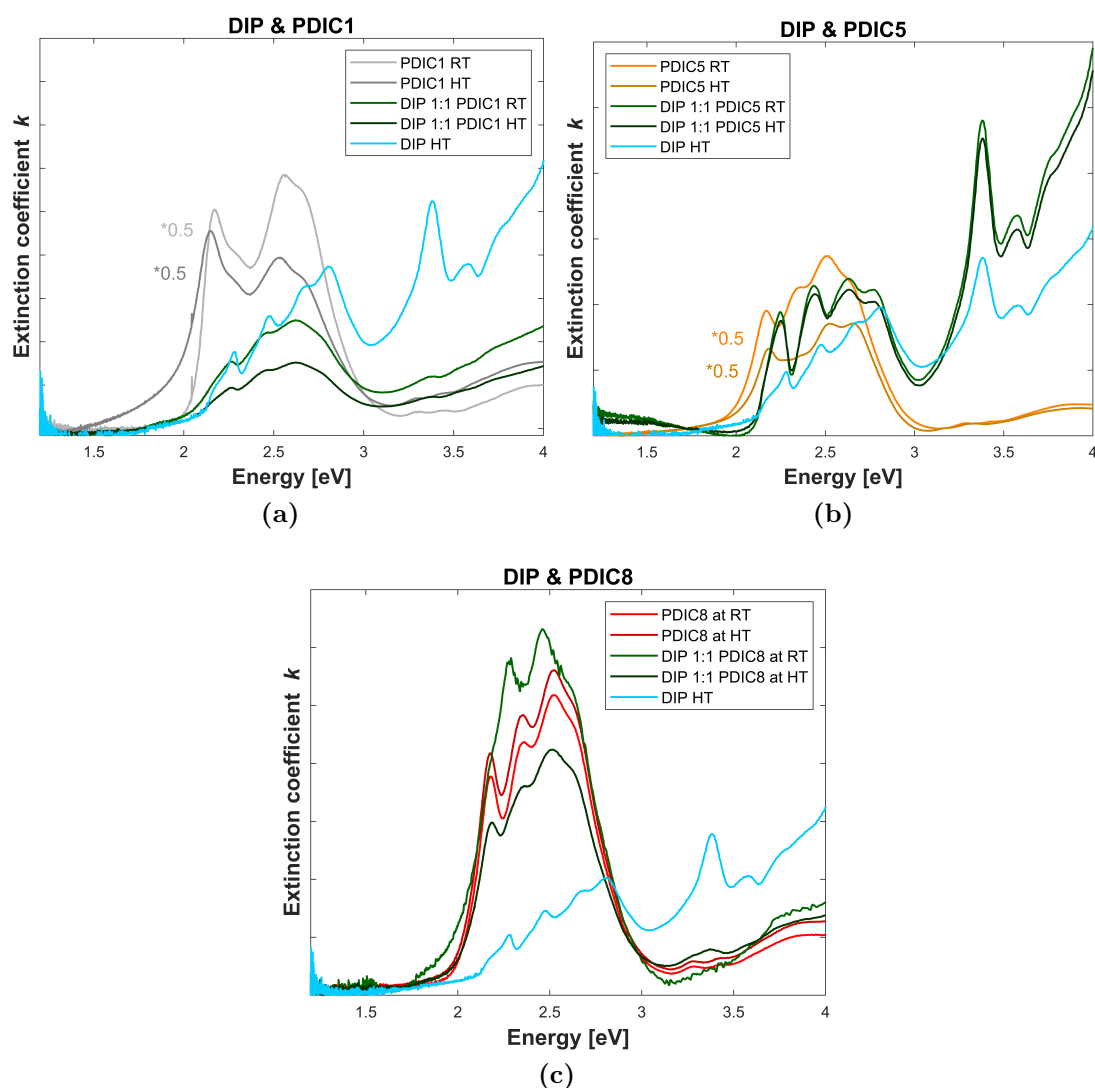 DIP & PDIC1
PDIC1 RT
PDIC1 HT
DIP 1:1 PDIC1 RT
DIP 1:1 PDIC1 HT
DIP HT
*0.5
*0.5
Extinction coefficient k
1.5 2 2.5 3 3.5 4
Energy [eV]
(a)
DIP & PDIC5
PDIC5 RT
PDIC5 HT
DIP 1:1 PDIC5 RT
DIP 1:1 PDIC5 HT
DIP HT
*0.5
*0.5
Extinction coefficient k
1.5 2 2.5 3 3.5 4
Energy [eV]
(b)
DIP & PDIC8
PDIC8 at RT
PDIC8 at HT
DIP 1:1 PDIC8 at RT
DIP 1:1 PDIC8 at HT
DIP HT
Extinction coefficient k
1.5 2 2.5 3 3.5 4
Energy [eV]
(c)